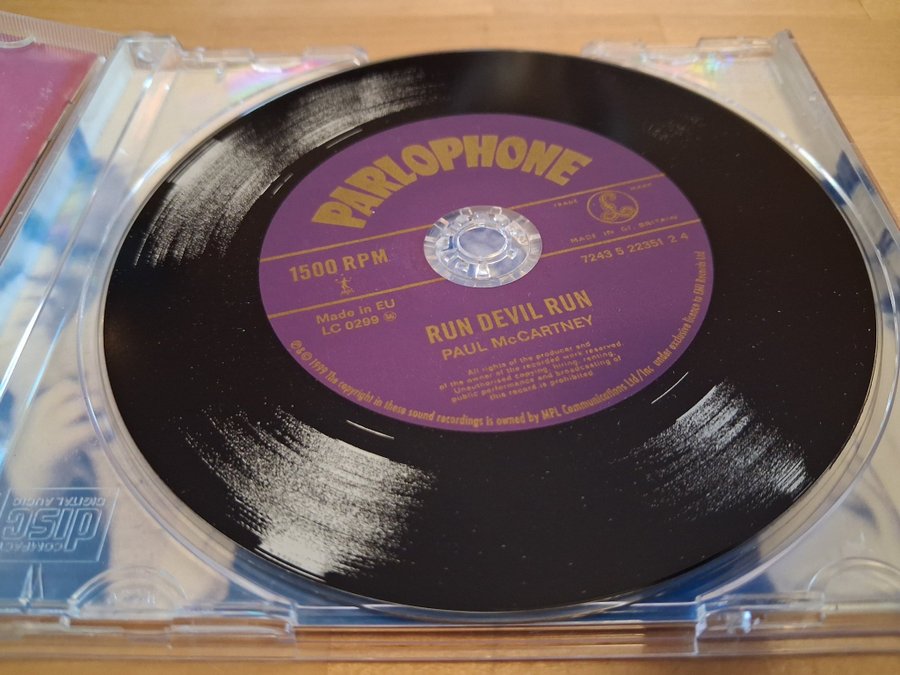 PARLOPHONE
TRADE MARK
MADE IN GT. BRITAIN
1500 RPM
7243 5 22351 2 4
Made in EU
LC 0299
RUN DEVIL RUN
PAUL McCARTNEY
All rights of the producer and
of the owner of the recorded work reserved
Unauthorised copying, hiring, renting,
public performance and broadcasting of
this record is prohibited
℗ © 1999 The copyright in these sound recordings is owned by MPL Communications Ltd/Inc under exclusive licence to EMI Records Ltd
COMPACT
disc
DIGITAL AUDIO